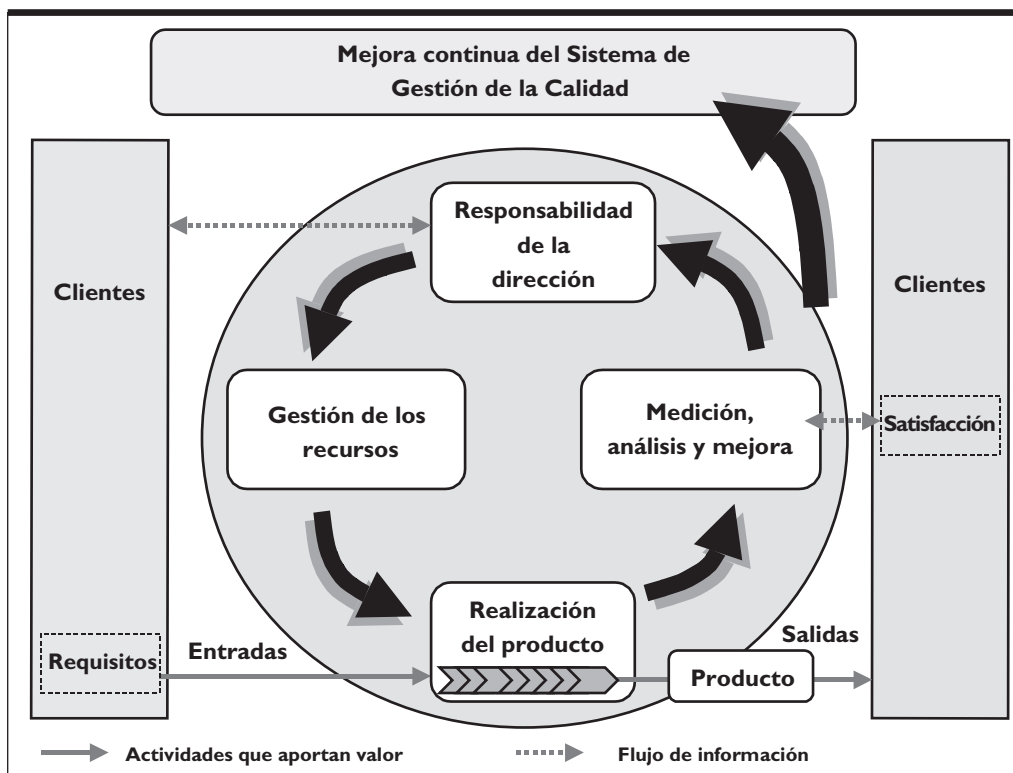 Mejora continua del Sistema de
Gestión de la Calidad
Clientes
Responsabilidad
de la
dirección
Clientes
Gestión de los
recursos
Medición,
análisis y mejora
Satisfacción
Realización
del producto
Requisitos
Entradas
Producto
Salidas
Actividades que aportan valor
Flujo de información